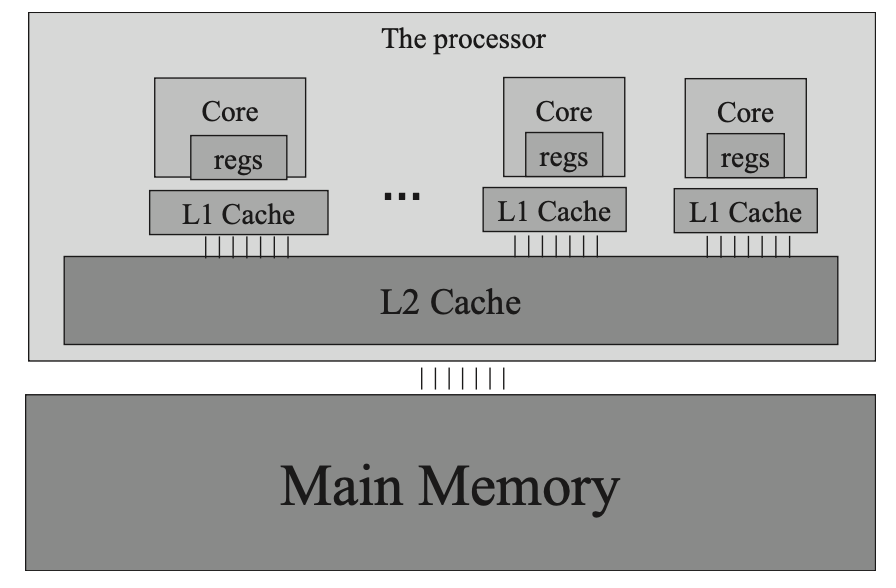 The processor
Core
regs
L1 Cache
...
Core
regs
L1 Cache
Core
regs
L1 Cache
L2 Cache
Main Memory